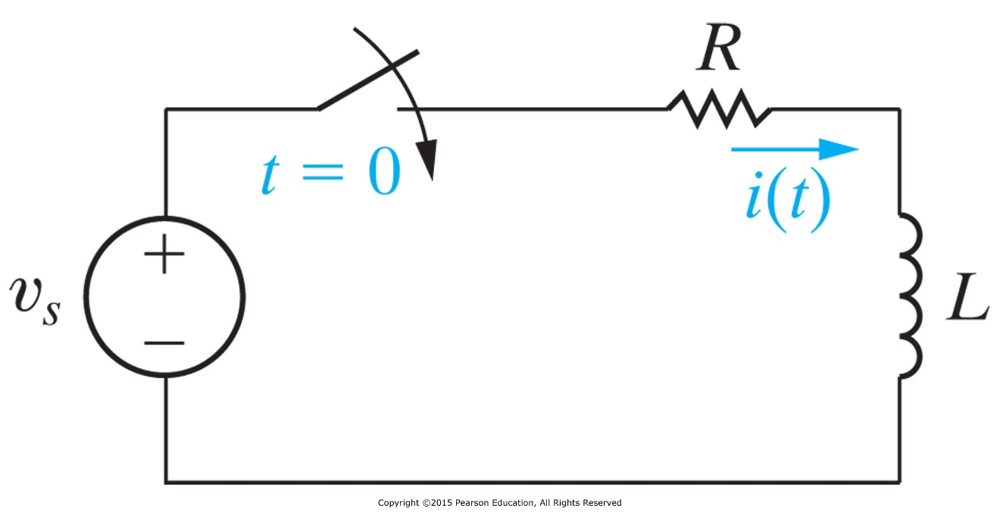 R
t = 0
i(t)
+
v_s
L
−
Copyright ©2015 Pearson Education, All Rights Reserved